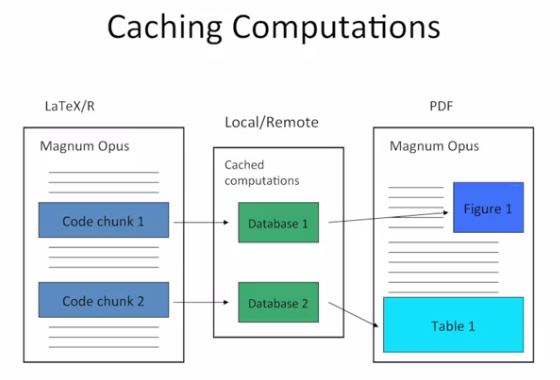 Caching Computations
LaTeX/R
Local/Remote
PDF
Magnum Opus
Cached
computations
Magnum Opus
Code chunk 1
Database 1
Figure 1
Code chunk 2
Database 2
Table 1